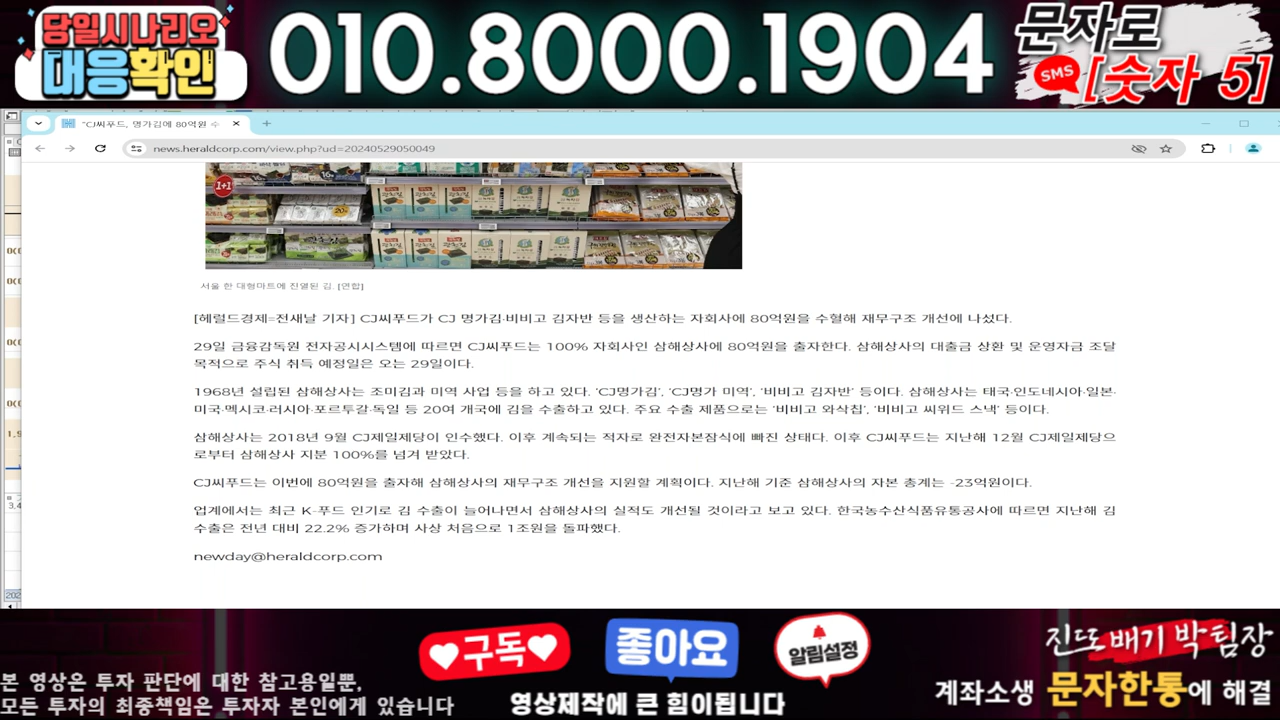 당일시나리오
대응확인
010.8000.1904
문자로
SMS
[숫자 5]
"CJ씨푸드, 명가김에 80억원 수
news.heraldcorp.com/view.php?ud=20240529050049
1+1
서울 한 대형마트에 진열된 김. [연합]
[헤럴드경제=전새날 기자] CJ씨푸드가 CJ 명가김·비비고 김자반 등을 생산하는 자회사에 80억원을 수혈해 재무구조 개선에 나섰다.
29일 금융감독원 전자공시시스템에 따르면 CJ씨푸드는 100% 자회사인 삼해상사에 80억원을 출자한다. 삼해상사의 대출금 상환 및 운영자금 조달
목적으로 주식 취득 예정일은 오는 29일이다.
1968년 설립된 삼해상사는 조미김과 미역 사업 등을 하고 있다. 'CJ명가김', 'CJ명가 미역', '비비고 김자반' 등이다. 삼해상사는 태국·인도네시아·일본·
미국·멕시코·러시아·포르투갈·독일 등 20여 개국에 김을 수출하고 있다. 주요 수출 제품으로는 '비비고 와삭칩', '비비고 씨위드 스낵' 등이다.
삼해상사는 2018년 9월 CJ제일제당이 인수했다. 이후 계속되는 적자로 완전자본잠식에 빠진 상태다. 이후 CJ씨푸드는 지난해 12월 CJ제일제당으
로부터 삼해상사 지분 100%를 넘겨 받았다.
CJ씨푸드는 이번에 80억원을 출자해 삼해상사의 재무구조 개선을 지원할 계획이다. 지난해 기준 삼해상사의 자본 총계는 -23억원이다.
업계에서는 최근 K-푸드 인기로 김 수출이 늘어나면서 삼해상사의 실적도 개선될 것이라고 보고 있다. 한국농수산식품유통공사에 따르면 지난해 김
수출은 전년 대비 22.2% 증가하며 사상 처음으로 1조원을 돌파했다.
newday@heraldcorp.com
구독
좋아요
알림설정
진또배기 박팀장
본 영상은 투자 판단에 대한 참고용일뿐,
모든 투자의 최종책임은 투자자 본인에게 있습니다
영상제작에 큰 힘이됩니다
계좌소생 문자한통에 해결